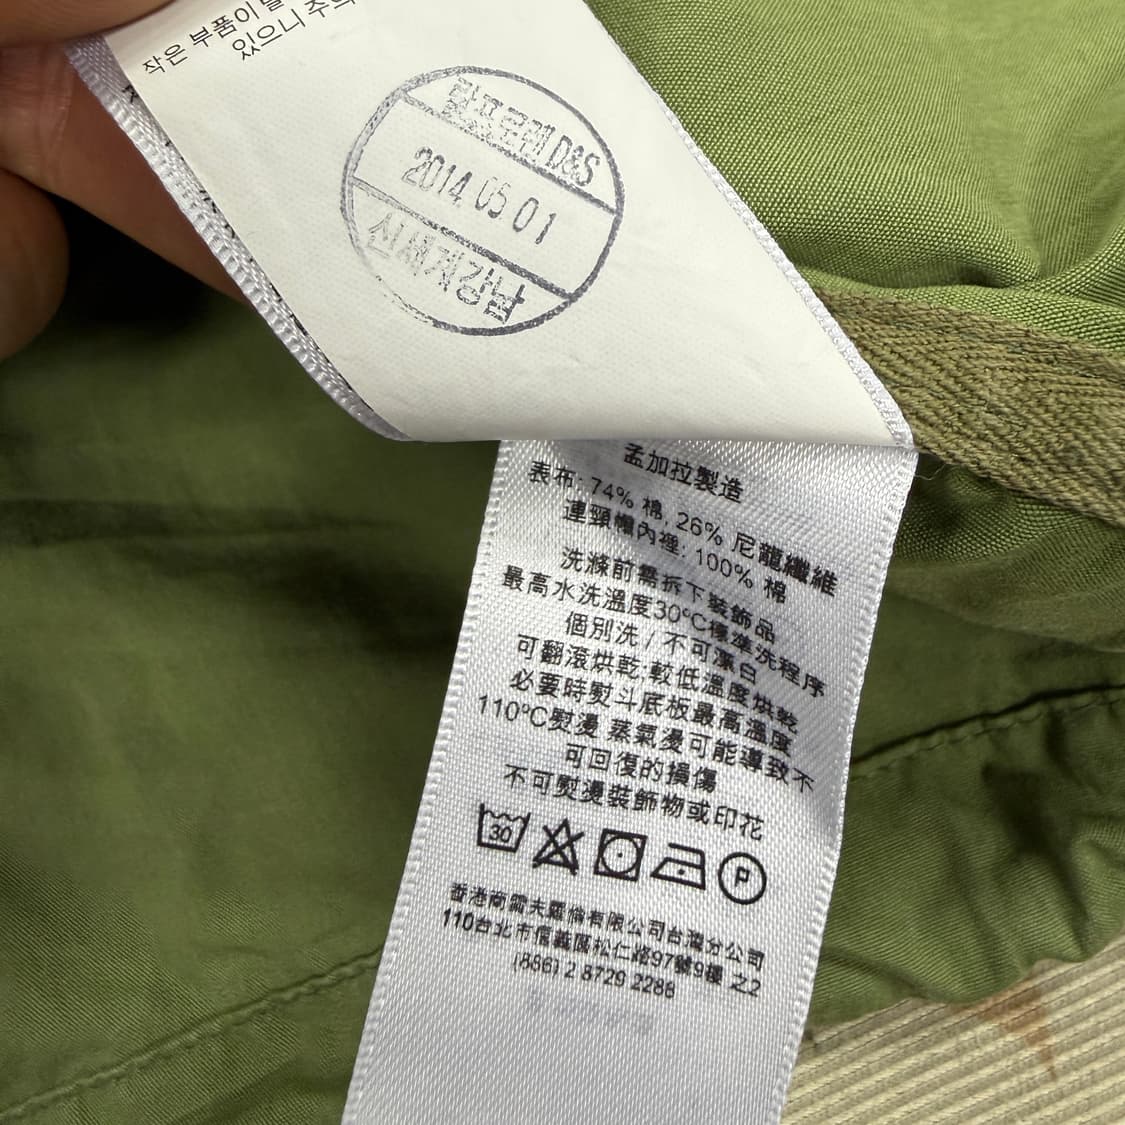 작은 부품이
있으니 주의
랄프로렌 D&S
2014 05 01
신세계강남
孟加拉製造
表布: 74% 棉, 26% 尼龍纖維
連頸帽內裡: 100% 棉
洗滌前需拆下裝飾品
最高水洗溫度30°C標準洗程序
個別洗 / 不可漂白
可翻滾烘乾;較低溫度烘乾
必要時熨斗底板最高溫度
110°C熨燙 蒸氣燙可能導致不
可回復的損傷
不可熨燙裝飾物或印花
30
P
香港商雷夫羅倫有限公司台灣分公司
110台北市信義區松仁路97號9樓 之2
(886) 2 8729 2288